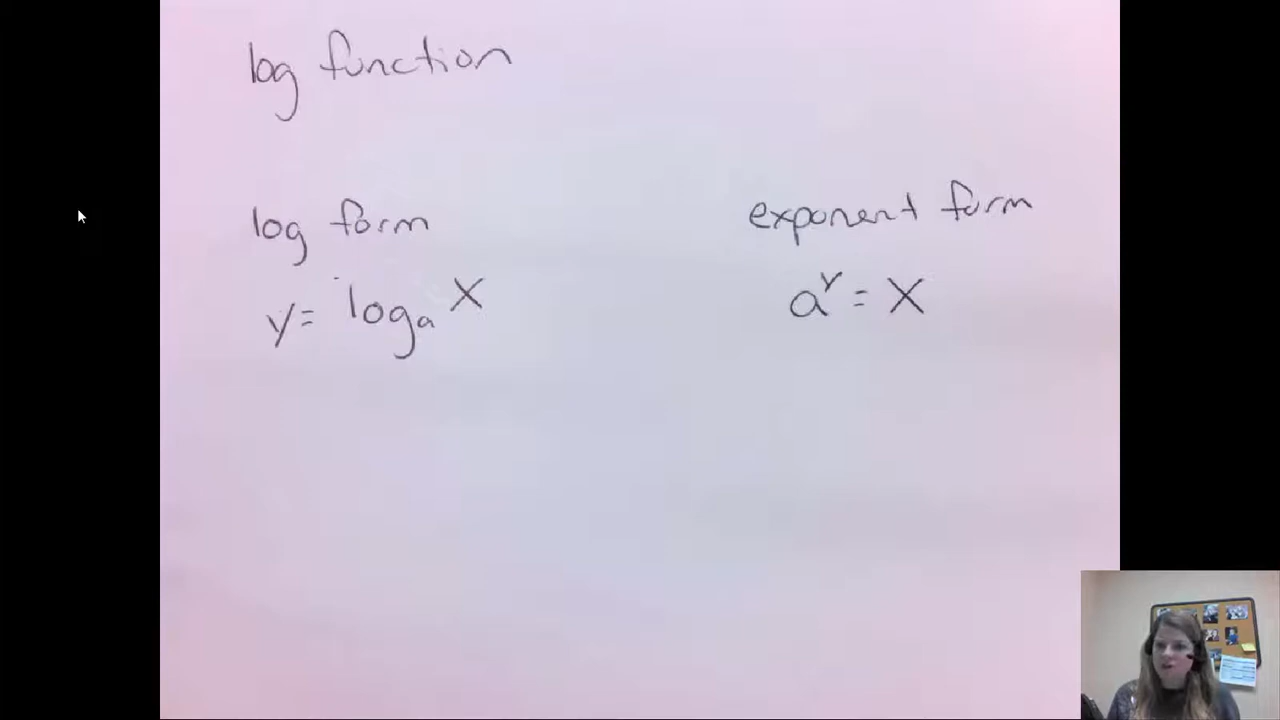 log function
log form
exponent form
y = logₐ x
aʸ = x